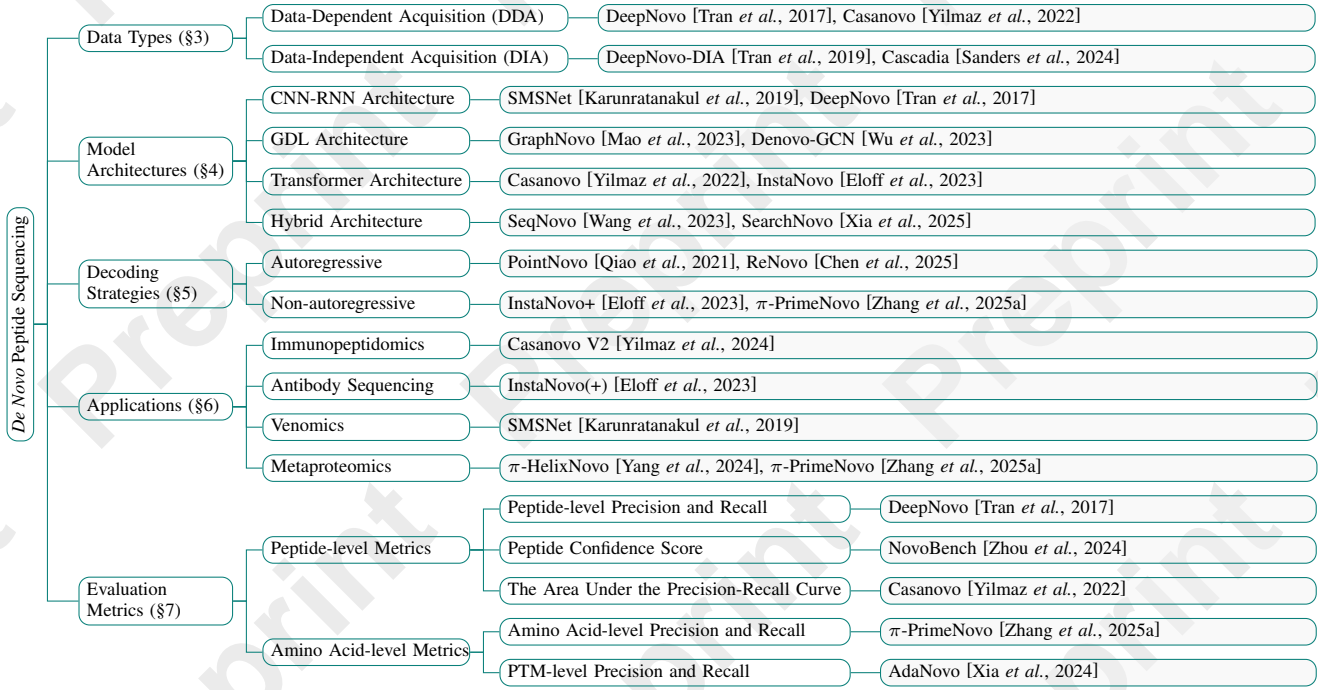 De Novo Peptide Sequencing
Data Types (§3)
Data-Dependent Acquisition (DDA)
DeepNovo [Tran et al., 2017], Casanovo [Yilmaz et al., 2022]
Data-Independent Acquisition (DIA)
DeepNovo-DIA [Tran et al., 2019], Cascadia [Sanders et al., 2024]
Model
Architectures (§4)
CNN-RNN Architecture
SMSNet [Karunratanakul et al., 2019], DeepNovo [Tran et al., 2017]
GDL Architecture
GraphNovo [Mao et al., 2023], Denovo-GCN [Wu et al., 2023]
Transformer Architecture
Casanovo [Yilmaz et al., 2022], InstaNovo [Eloff et al., 2023]
Hybrid Architecture
SeqNovo [Wang et al., 2023], SearchNovo [Xia et al., 2025]
Decoding
Strategies (§5)
Autoregressive
PointNovo [Qiao et al., 2021], ReNovo [Chen et al., 2025]
Non-autoregressive
InstaNovo+ [Eloff et al., 2023], π-PrimeNovo [Zhang et al., 2025a]
Applications (§6)
Immunopeptidomics
Casanovo V2 [Yilmaz et al., 2024]
Antibody Sequencing
InstaNovo(+) [Eloff et al., 2023]
Venomics
SMSNet [Karunratanakul et al., 2019]
Metaproteomics
π-HelixNovo [Yang et al., 2024], π-PrimeNovo [Zhang et al., 2025a]
Evaluation
Metrics (§7)
Peptide-level Metrics
Peptide-level Precision and Recall
DeepNovo [Tran et al., 2017]
Peptide Confidence Score
NovoBench [Zhou et al., 2024]
The Area Under the Precision-Recall Curve
Casanovo [Yilmaz et al., 2022]
Amino Acid-level Metrics
Amino Acid-level Precision and Recall
π-PrimeNovo [Zhang et al., 2025a]
PTM-level Precision and Recall
AdaNovo [Xia et al., 2024]
Preprint
Preprint
Preprint